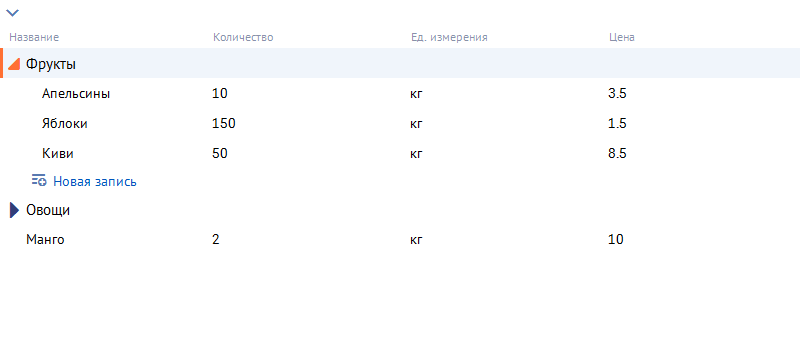 Название Количество Ед. измерения Цена
Фрукты
Апельсины 10 кг 3.5
Яблоки 150 кг 1.5
Киви 50 кг 8.5
Новая запись
Овощи
Манго 2 кг 10